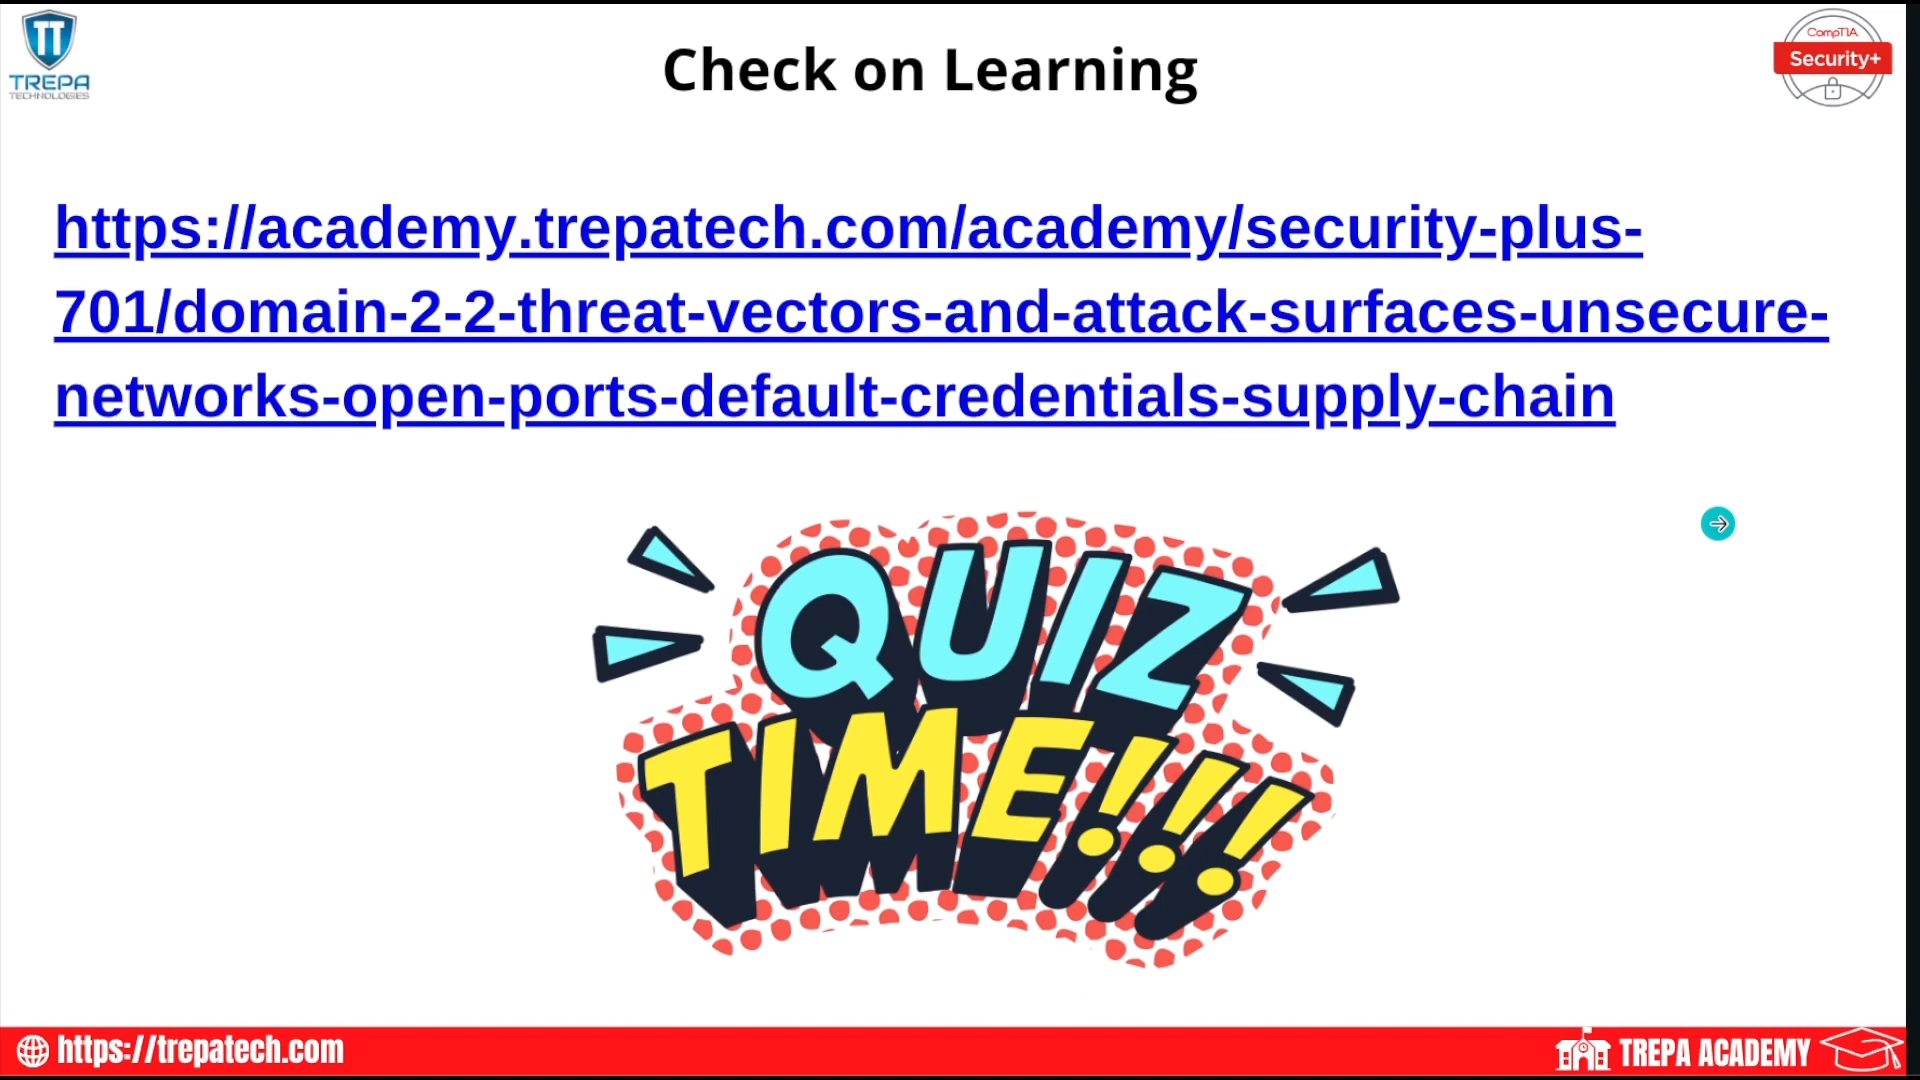 TREPA
TECHNOLOGIES
Check on Learning
CompTIA
Security+
https://academy.trepatech.com/academy/security-plus-
701/domain-2-2-threat-vectors-and-attack-surfaces-unsecure-
networks-open-ports-default-credentials-supply-chain
QUIZ
TIME!!!
https://trepatech.com
TREPA ACADEMY